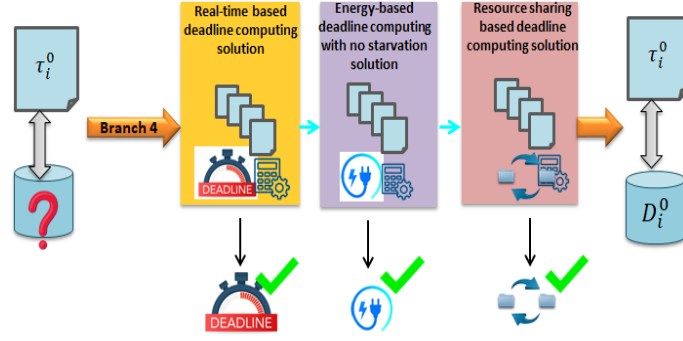 Real-time based
deadline computing
solution
Energy-based
deadline computing
with no starvation
solution
Resource sharing
based deadline
computing solution
τ_i^0
τ_i^0
Branch 4
?
DEADLINE
D_i^0
DEADLINE